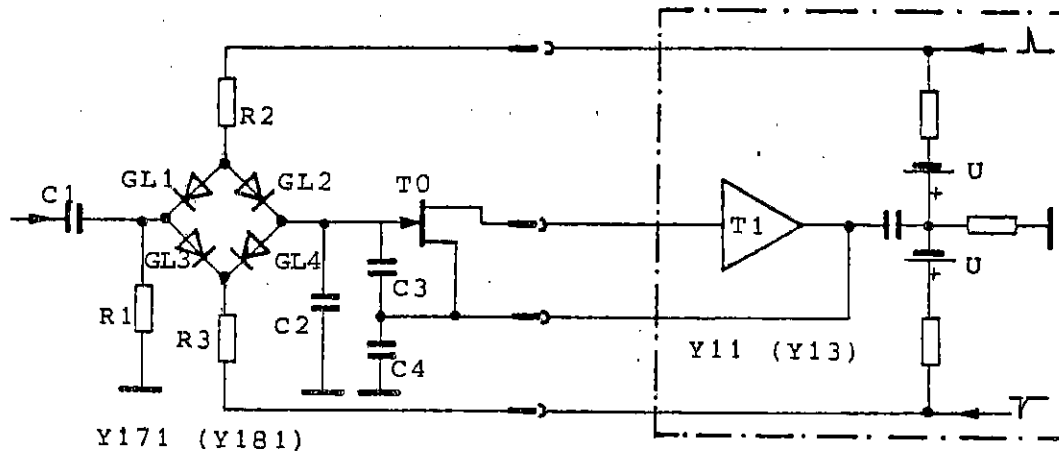 R2
GL1
GL2
T0
U
C1
T1
GL3
GL4
C3
U
R1
R3
C2
C4
Y11 (Y13)
Y171 (Y181)